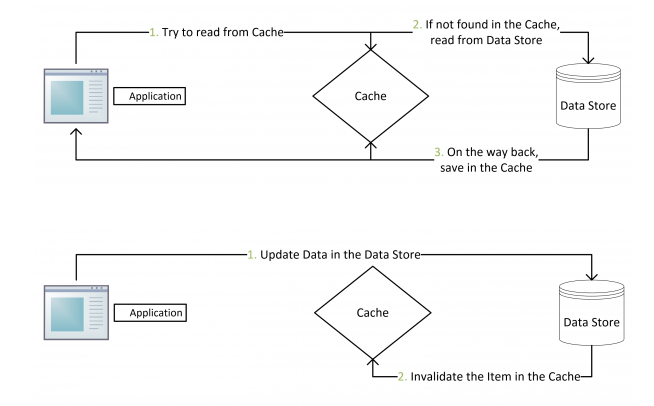 1. Try to read from Cache
2. If not found in the Cache,
read from Data Store
Application
Cache
Data Store
3. On the way back,
save in the Cache
1. Update Data in the Data Store
Application
Cache
Data Store
2. Invalidate the Item in the Cache